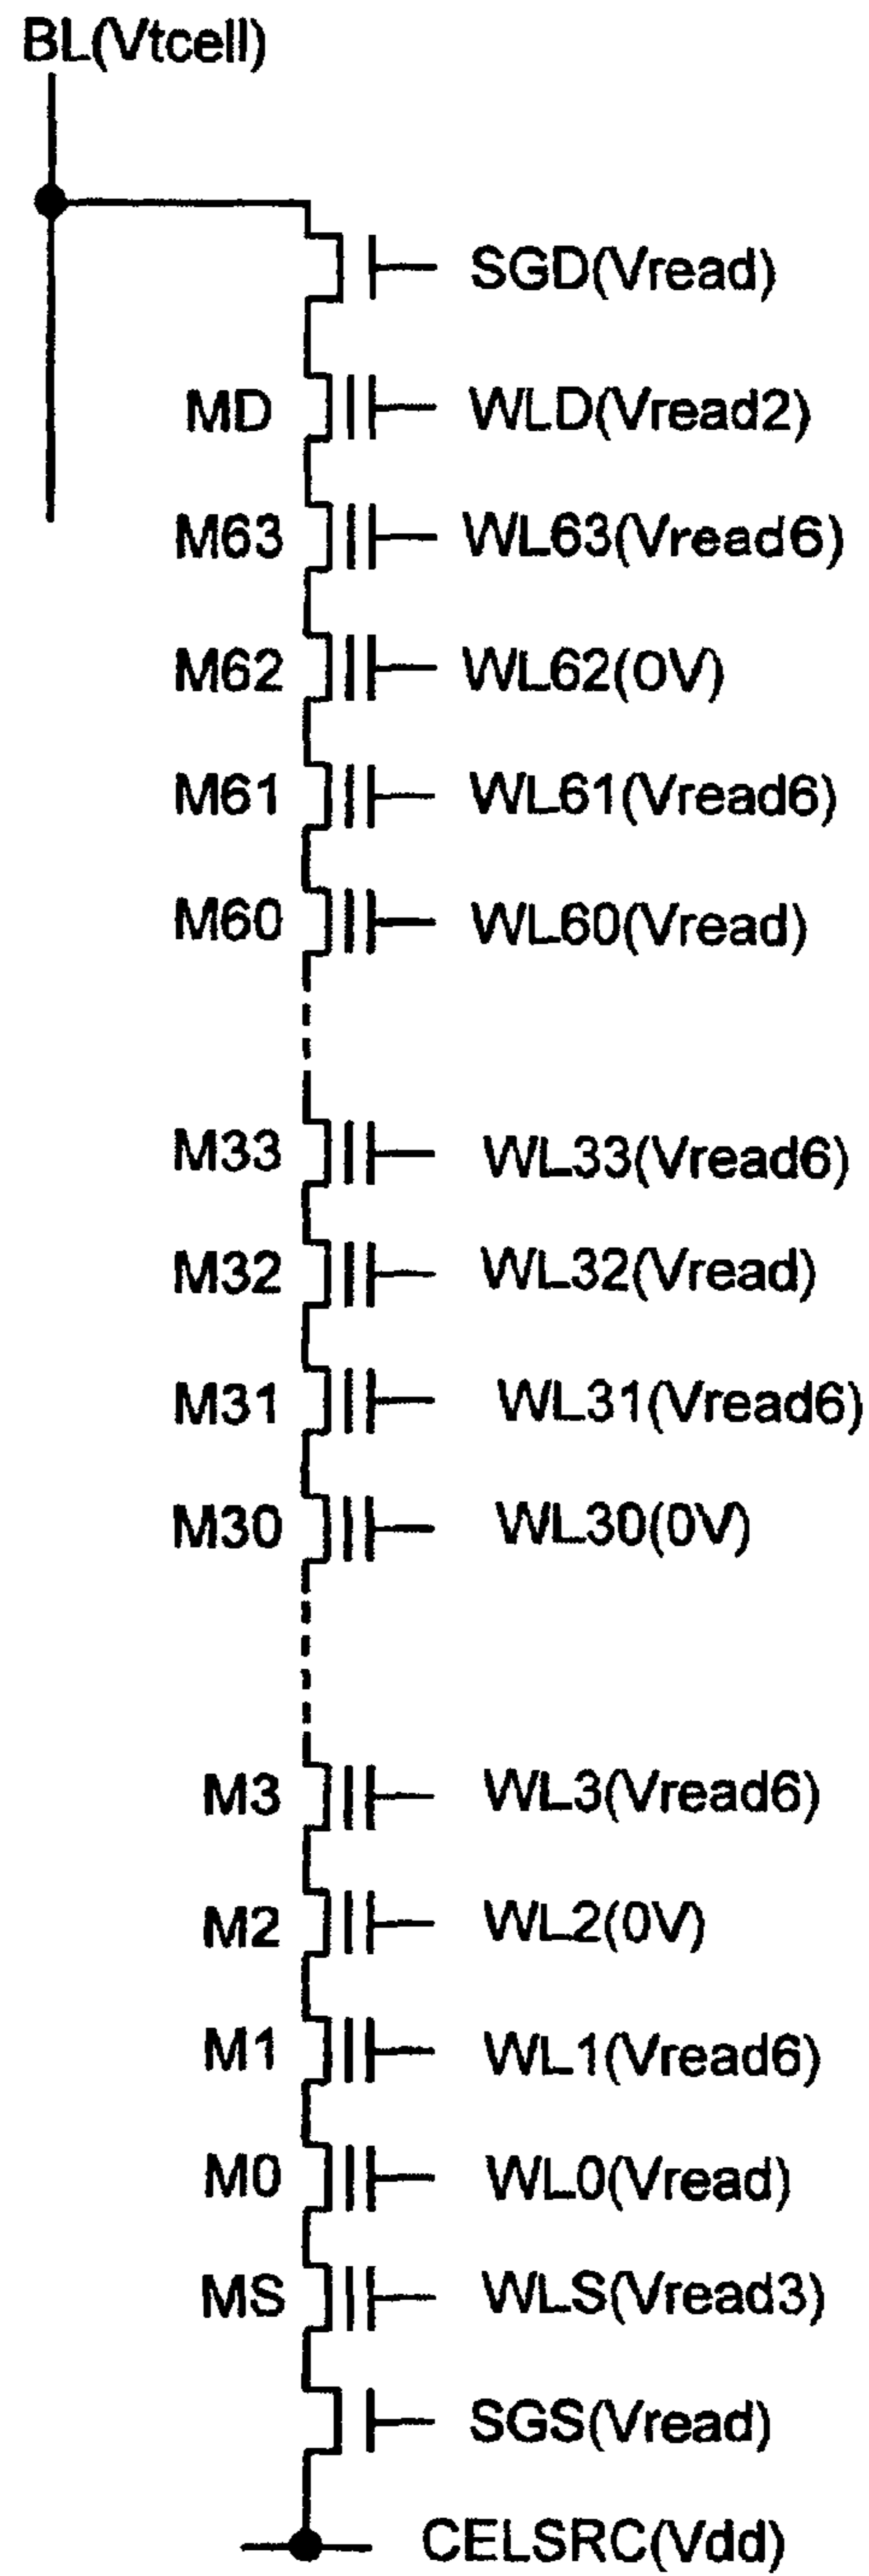 BL(Vtcell)
SGD(Vread)
MD WLD(Vread2)
M63 WL63(Vread6)
M62 WL62(0V)
M61 WL61(Vread6)
M60 WL60(Vread)
M33 WL33(Vread6)
M32 WL32(Vread)
M31 WL31(Vread6)
M30 WL30(0V)
M3 WL3(Vread6)
M2 WL2(0V)
M1 WL1(Vread6)
M0 WL0(Vread)
MS WLS(Vread3)
SGS(Vread)
CELSRC(Vdd)